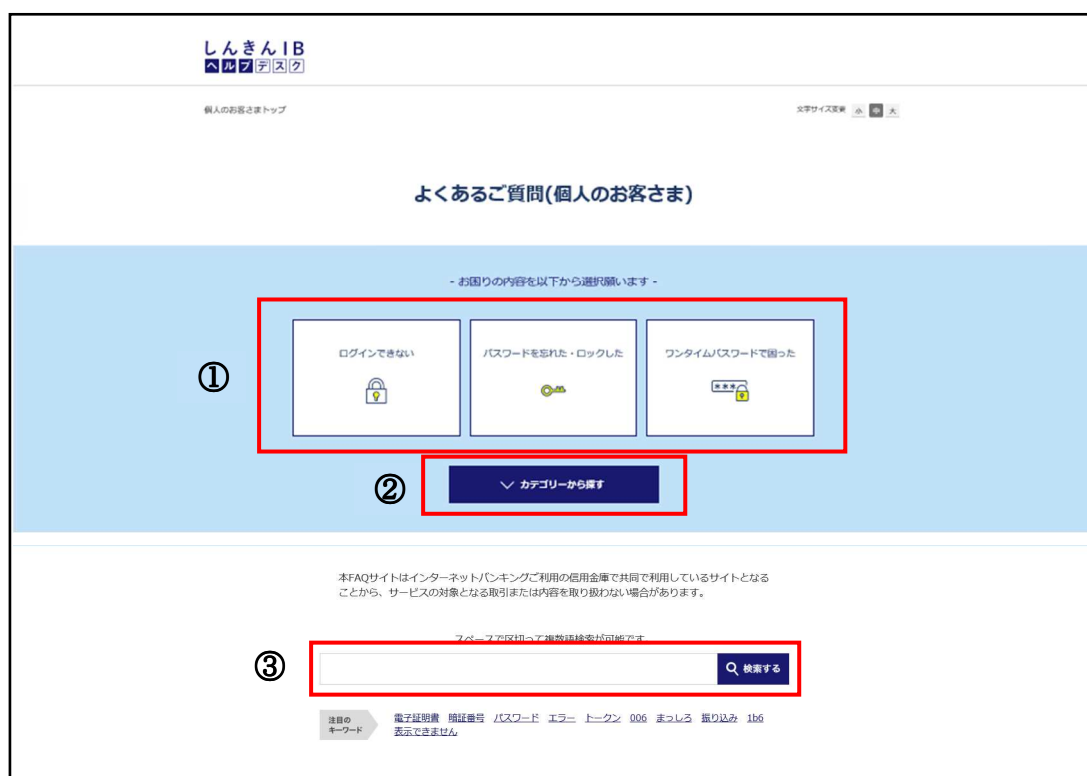 しんきんIB
ヘルプデスク
個人のお客さまトップ
文字サイズ変更 小 中 大
よくあるご質問(個人のお客さま)
- お困りの内容を以下から選択願います -
ログインできない
パスワードを忘れた・ロックした
ワンタイムパスワードで困った
①
②
カテゴリーから探す
本FAQサイトはインターネットバンキングご利用の信用金庫で共同で利用しているサイトとなる
ことから、サービスの対象となる取引または内容を取り扱わない場合があります。
スペースで区切って複数語検索が可能です。
③
検索する
注目の
キーワード
電子証明書 暗証番号 パスワード エラー トークン 006 まっしろ 振り込み 1b6
表示できません